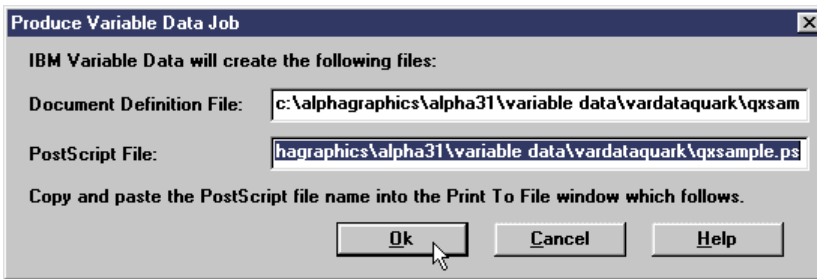 Produce Variable Data Job
IBM Variable Data will create the following files:
Document Definition File: c:\alphagraphics\alpha31\variable data\vardataquark\qxsam
PostScript File: hagraphics\alpha31\variable data\vardataquark\qxsample.ps
Copy and paste the PostScript file name into the Print To File window which follows.
Ok Cancel Help